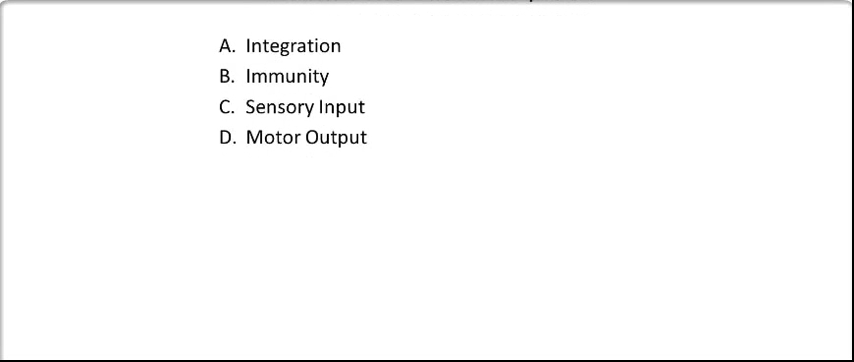 A. Integration
B. Immunity
C. Sensory Input
D. Motor Output